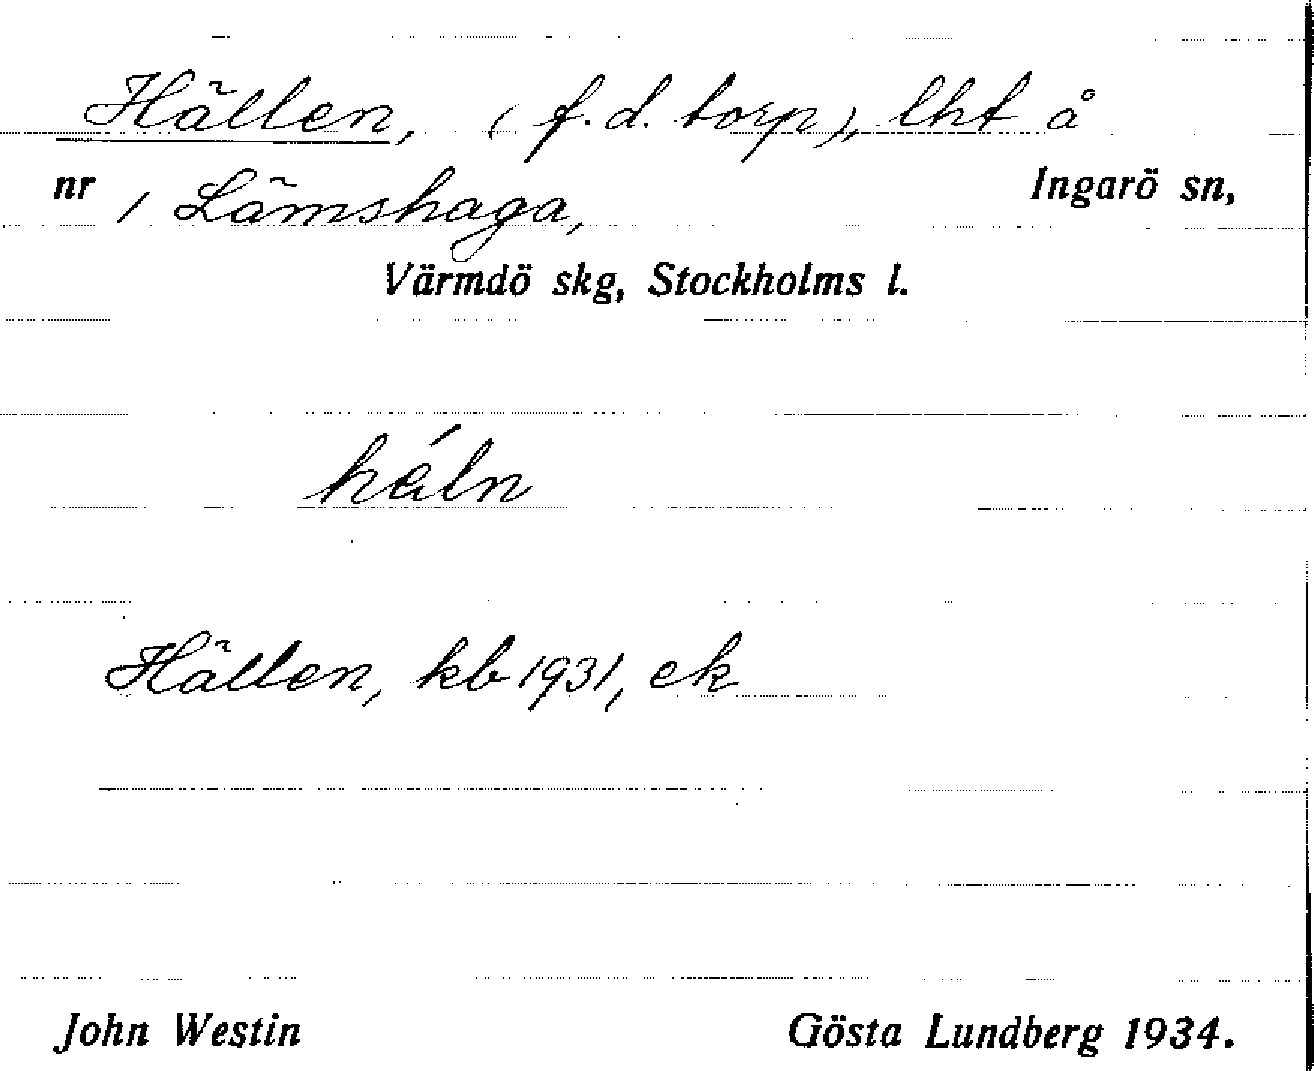 Hällen, (f.d. torp), lht å
nr 1 Lämshaga, Ingarö sn,
Värmdö skg, Stockholms l.
Hällen, kb 1931, ek
John Westin Gösta Lundberg 1934.